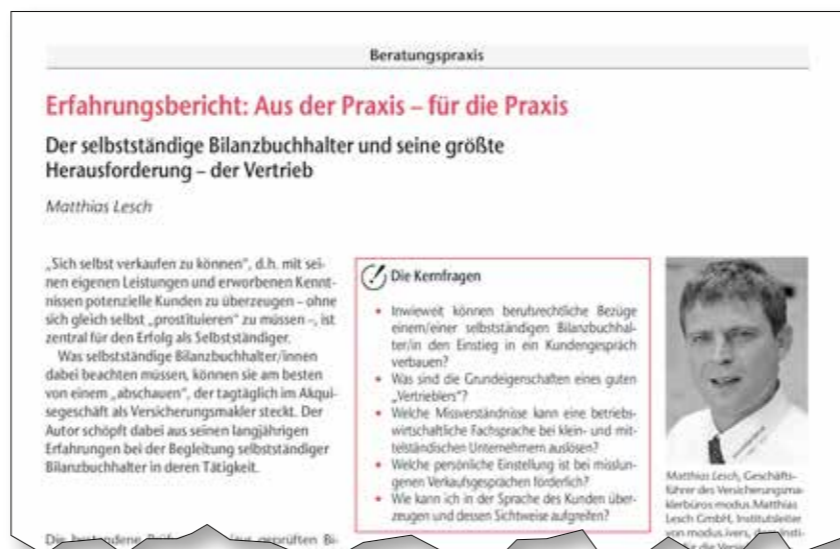 Beratungspraxis
Erfahrungsbericht: Aus der Praxis – für die Praxis
Der selbstständige Bilanzbuchhalter und seine größte
Herausforderung – der Vertrieb
Matthias Lesch
„Sich selbst verkaufen zu können“, d.h. mit sei-
nen eigenen Leistungen und erworbenen Kennt-
nissen potenzielle Kunden zu überzeugen – ohne
sich gleich selbst „prostituieren“ zu müssen –, ist
zentral für den Erfolg als Selbstständiger.
Was selbstständige Bilanzbuchhalter/innen
dabei beachten müssen, können sie am besten
von einem „abschauen“, der tagtäglich im Akqui-
segeschäft als Versicherungsmakler steckt. Der
Autor schöpft dabei aus seinen langjährigen
Erfahrungen bei der Begleitung selbstständiger
Bilanzbuchhalter in deren Tätigkeit.
Die bestandene
geprüften Bi-
Die Kernfragen
• Inwieweit können berufsrechtliche Bezüge
einem/einer selbstständigen Bilanzbuchhal-
ter/in den Einstieg in ein Kundengespräch
verbauen?
• Was sind die Grundeigenschaften eines guten
„Vertrieblers“?
• Welche Missverständnisse kann eine betriebs-
wirtschaftliche Fachsprache bei klein- und mit-
telständischen Unternehmern auslösen?
• Welche persönliche Einstellung ist bei misslun-
genen Verkaufsgesprächen förderlich?
• Wie kann ich in der Sprache des Kunden über-
zeugen und dessen Sichtweise aufgreifen?
Matthias Lesch, Geschäfts-
führer des Versicherungsma-
klerbüros modus.Matthias
Lesch GmbH, Institutsleiter
von modus.ivers,